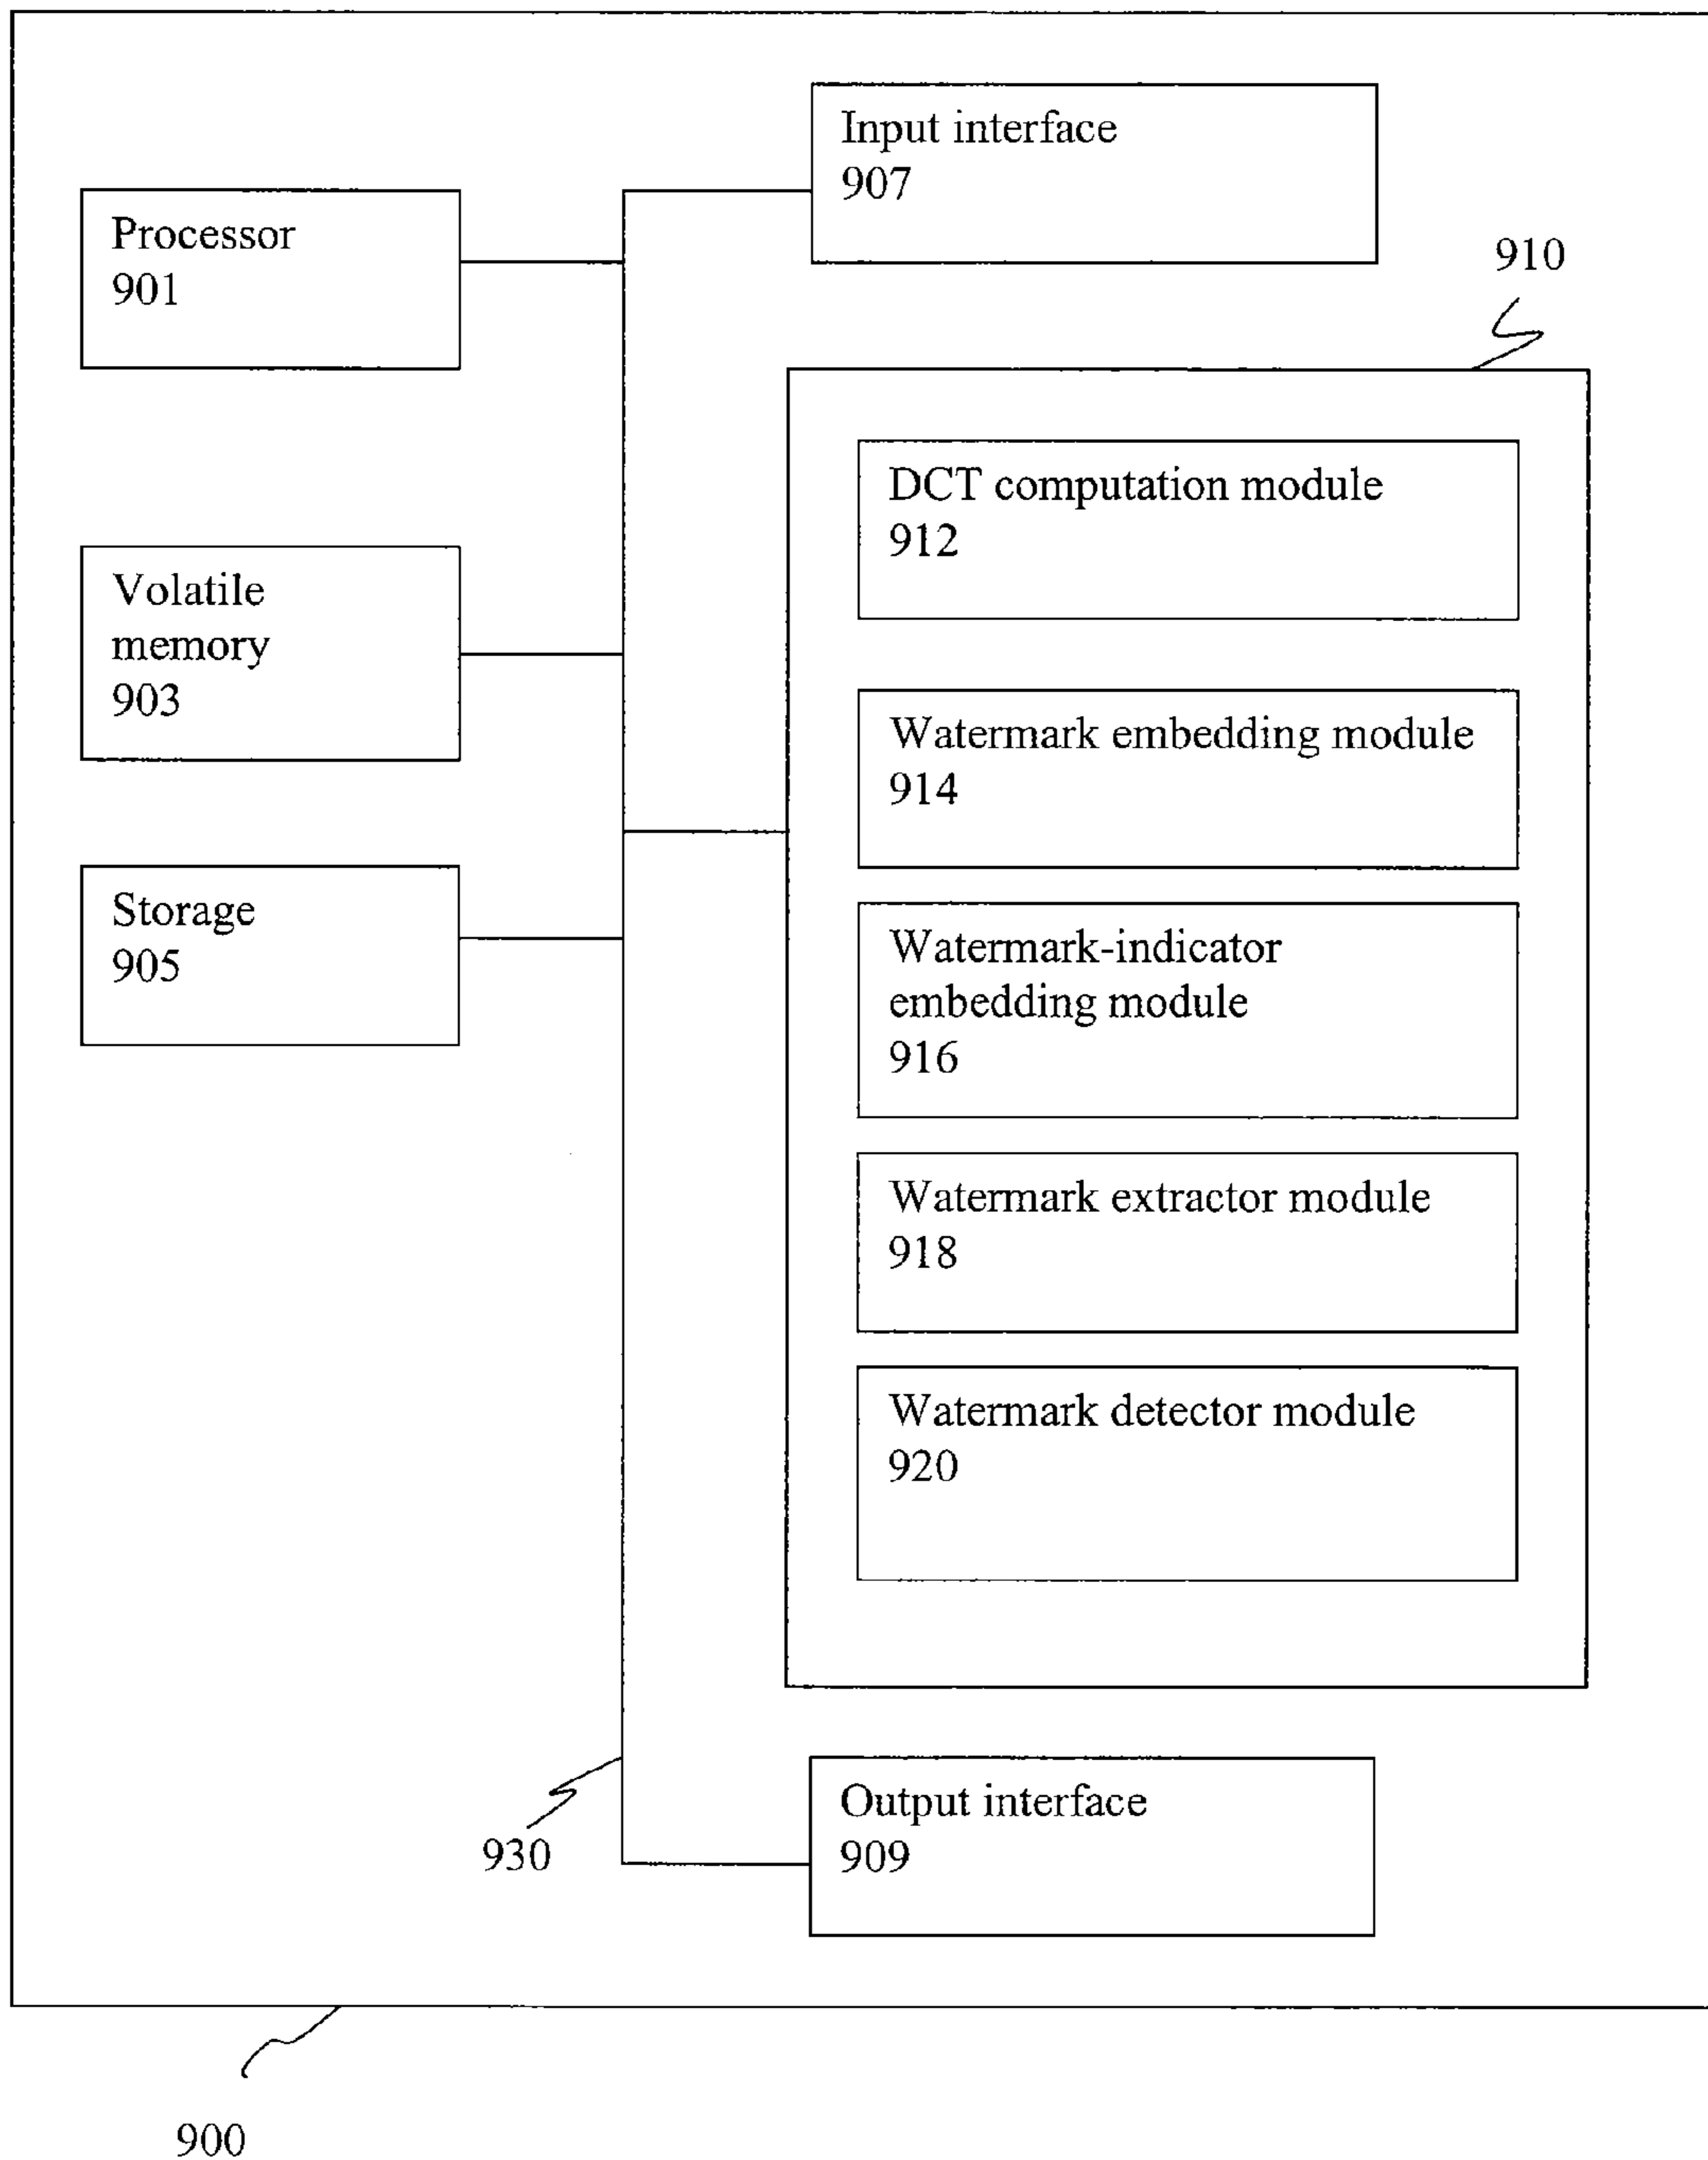 Input interface
907
Processor
901
910
DCT computation module
912
Volatile
memory
903
Watermark embedding module
914
Storage
905
Watermark-indicator
embedding module
916
Watermark extractor module
918
Watermark detector module
920
Output interface
909
930
900